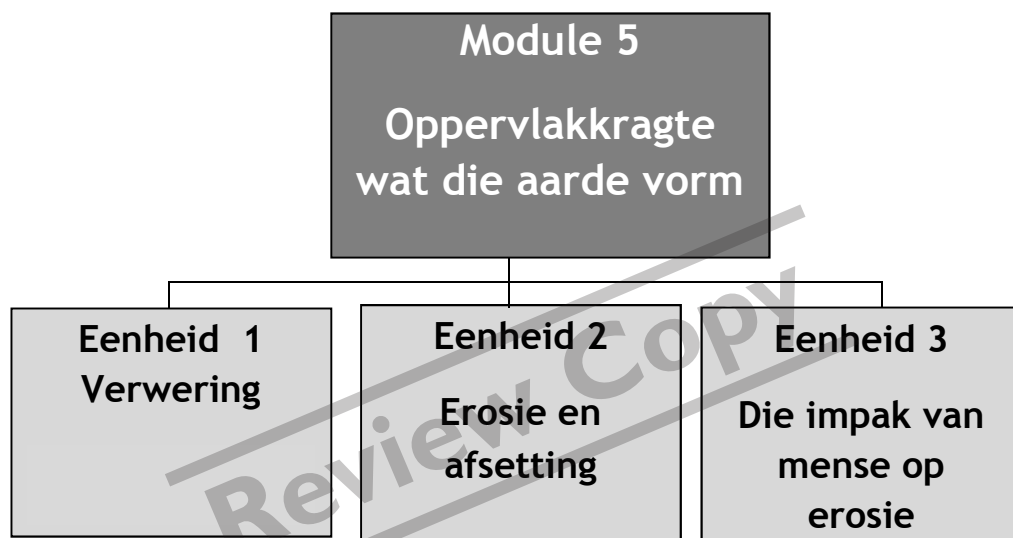 Module 5
Oppervlakkragte
wat die aarde vorm
Eenheid 1
Verwering
Eenheid 2
Erosie en
afsetting
Eenheid 3
Die impak van
mense op
erosie
Review Copy